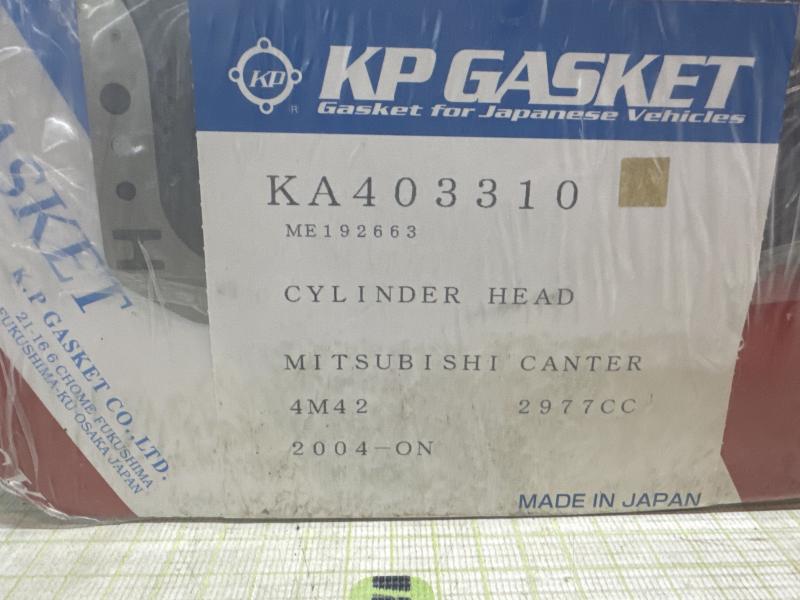 KP
®
KP GASKET
Gasket for Japanese Vehicles
KA403310
ME192663
CYLINDER HEAD
MITSUBISHI CANTER
4M42 2977CC
2004-ON
MADE IN JAPAN
ASKET
K.P GASKET CO., LTD.
21-16 6 CHOME FUKUSHIMA
FUKUSHIMA-KU OSAKA JAPAN
H